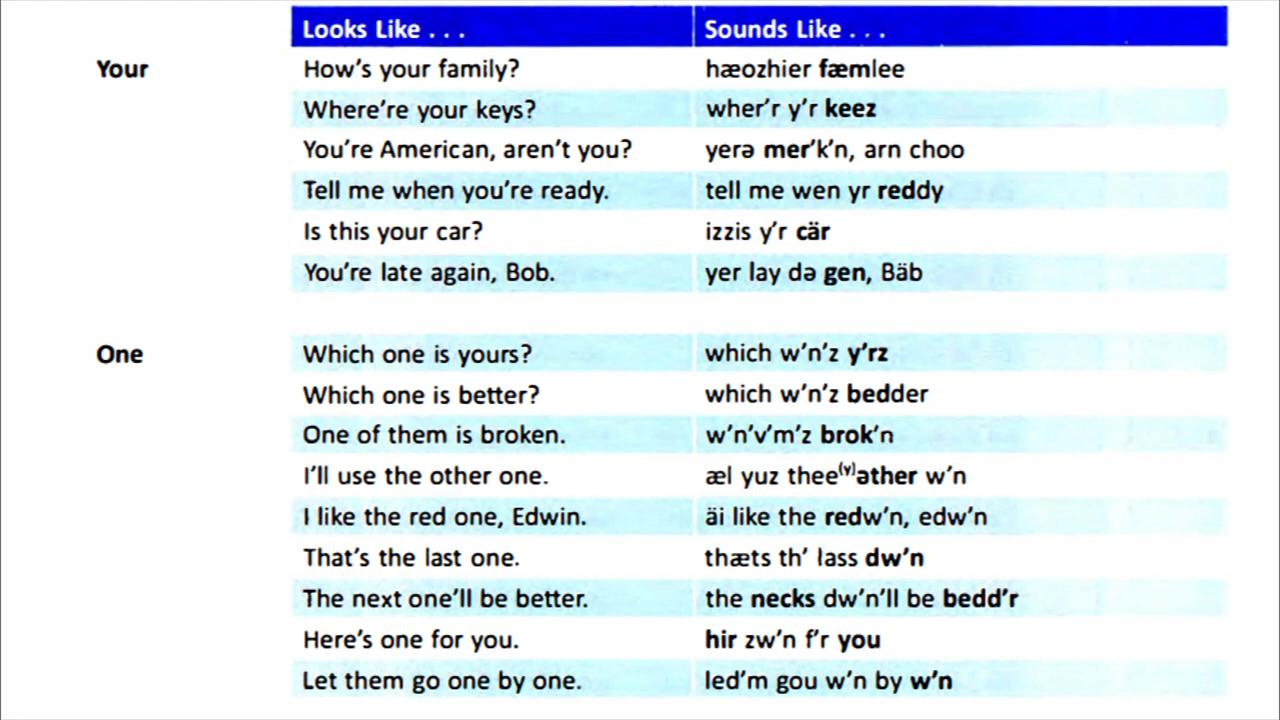 Looks Like . . . Sounds Like . . .
Your How's your family? hæozhier fæmlee
Where're your keys? wher'r y'r keez
You're American, aren't you? yerə mer'k'n, arn choo
Tell me when you're ready. tell me wen yr reddy
Is this your car? izzis y'r cär
You're late again, Bob. yer lay də gen, Bäb
One Which one is yours? which w'n'z y'rz
Which one is better? which w'n'z bedder
One of them is broken. w'n'v'm'z brok'n
I'll use the other one. æl yuz thee(y)əther w'n
I like the red one, Edwin. äi like the redw'n, edw'n
That's the last one. thæts th' łass dw'n
The next one'll be better. the necks dw'n'll be bedd'r
Here's one for you. hir zw'n f'r you
Let them go one by one. led'm gou w'n by w'n